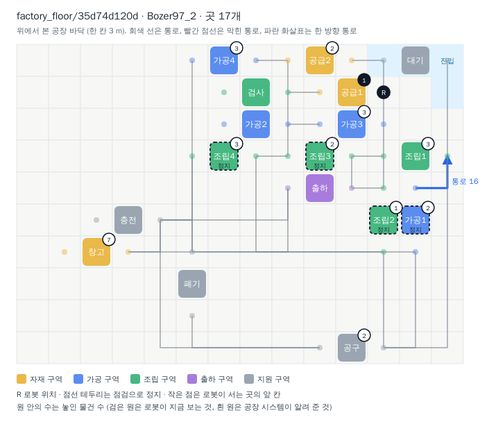 factory_floor/35d74d120d · Bozer97_2 · 곳 17개
위에서 본 공장 바닥 (한 칸 3 m). 회색 선은 통로, 빨간 점선은 막힌 통로, 파란 화살표는 한 방향 통로
가공4 3
공급2 2
대기
진입
검사
공급1 1
R
가공2
가공3 3
조립4 3
정지
조립3 2
정지
조립1 3
출하
통로 16
충전
조립2 1
정지
가공1 2
정지
창고 7
폐기
공구 2
자재 구역
가공 구역
조립 구역
출하 구역
지원 구역
R 로봇 위치 · 점선 테두리는 점검으로 정지 · 작은 점은 로봇이 서는 곳의 앞 칸
원 안의 수는 놓인 물건 수 (검은 원은 로봇이 지금 보는 것, 흰 원은 공장 시스템이 알려 준 것)